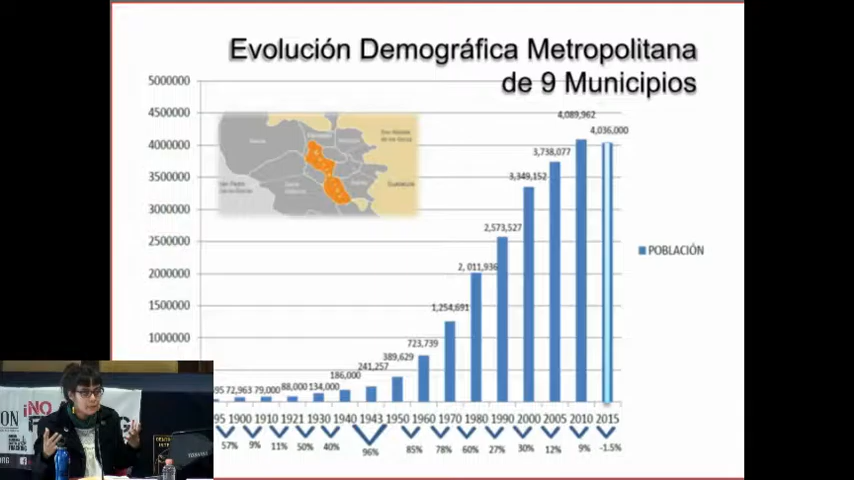 Evolución Demográfica Metropolitana
de 9 Municipios
5000000
4500000
4000000
3500000
3000000
2500000
2000000
1500000
1000000
95 72,963 79,000 88,000 134,000
186,000
241,257
389,629
723,739
1,254,691
2, 011,936
2,573,527
3,349,152
3,738,077
4,089,962
4,036,000
POBLACIÓN
95 1900 1910 1921 1930 1940 1943 1950 1960 1970 1980 1990 2000 2005 2010 2015
57% 9% 11% 50% 40% 96% 85% 78% 60% 27% 30% 12% 9% -1.5%
¡NO